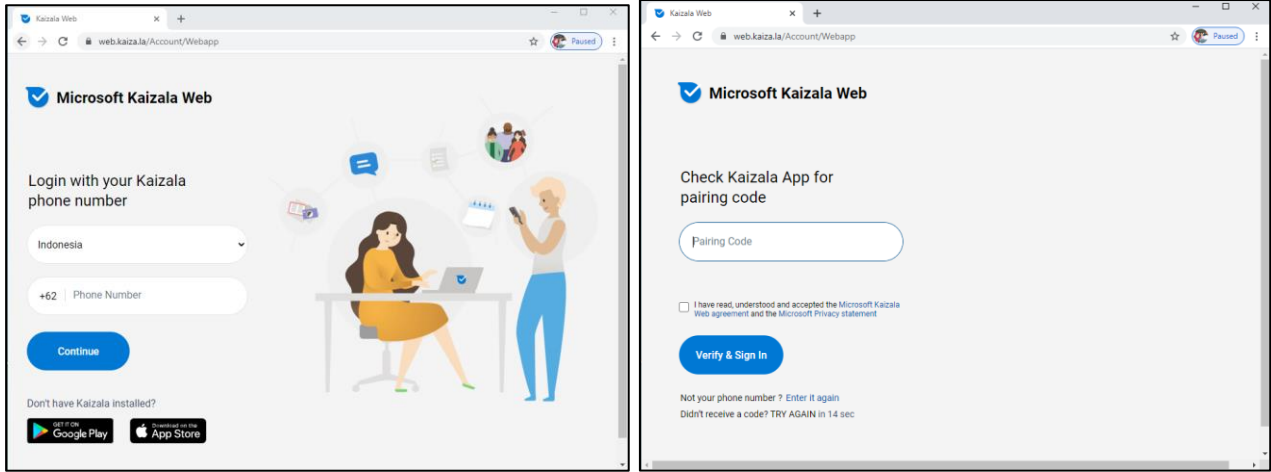 Kaizala Web
web.kaiza.la/Account/Webapp
Paused
Microsoft Kaizala Web
Login with your Kaizala
phone number
Indonesia
+62 Phone Number
Continue
Don't have Kaizala installed?
GET IT ON
Google Play
Download on the
App Store
Kaizala Web
web.kaiza.la/Account/Webapp
Paused
Microsoft Kaizala Web
Check Kaizala App for
pairing code
Pairing Code
I have read, understood and accepted the Microsoft Kaizala
Web agreement and the Microsoft Privacy statement
Verify & Sign In
Not your phone number ? Enter it again
Didn't receive a code? TRY AGAIN in 14 sec